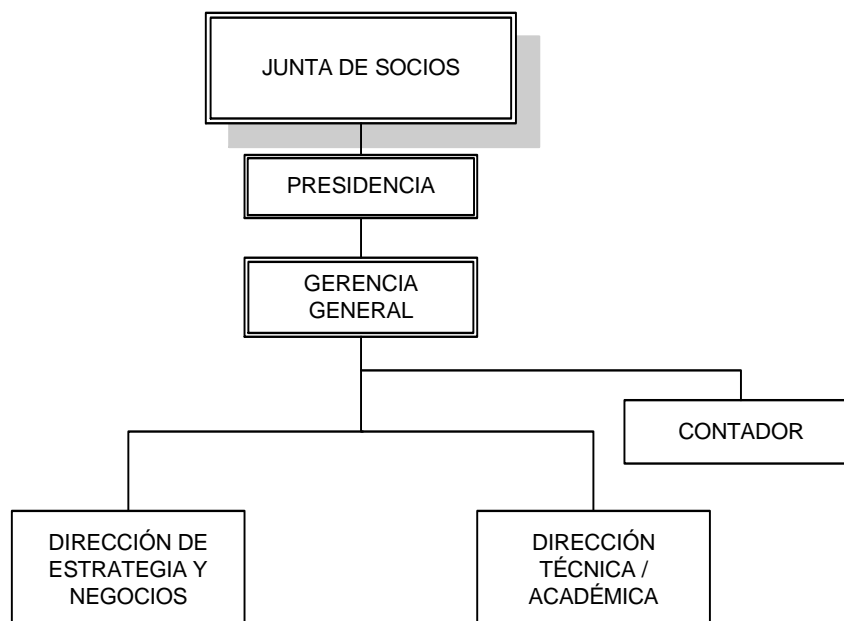 JUNTA DE SOCIOS
PRESIDENCIA
GERENCIA
GENERAL
CONTADOR
DIRECCIÓN DE
ESTRATEGIA Y
NEGOCIOS
DIRECCIÓN
TÉCNICA /
ACADÉMICA